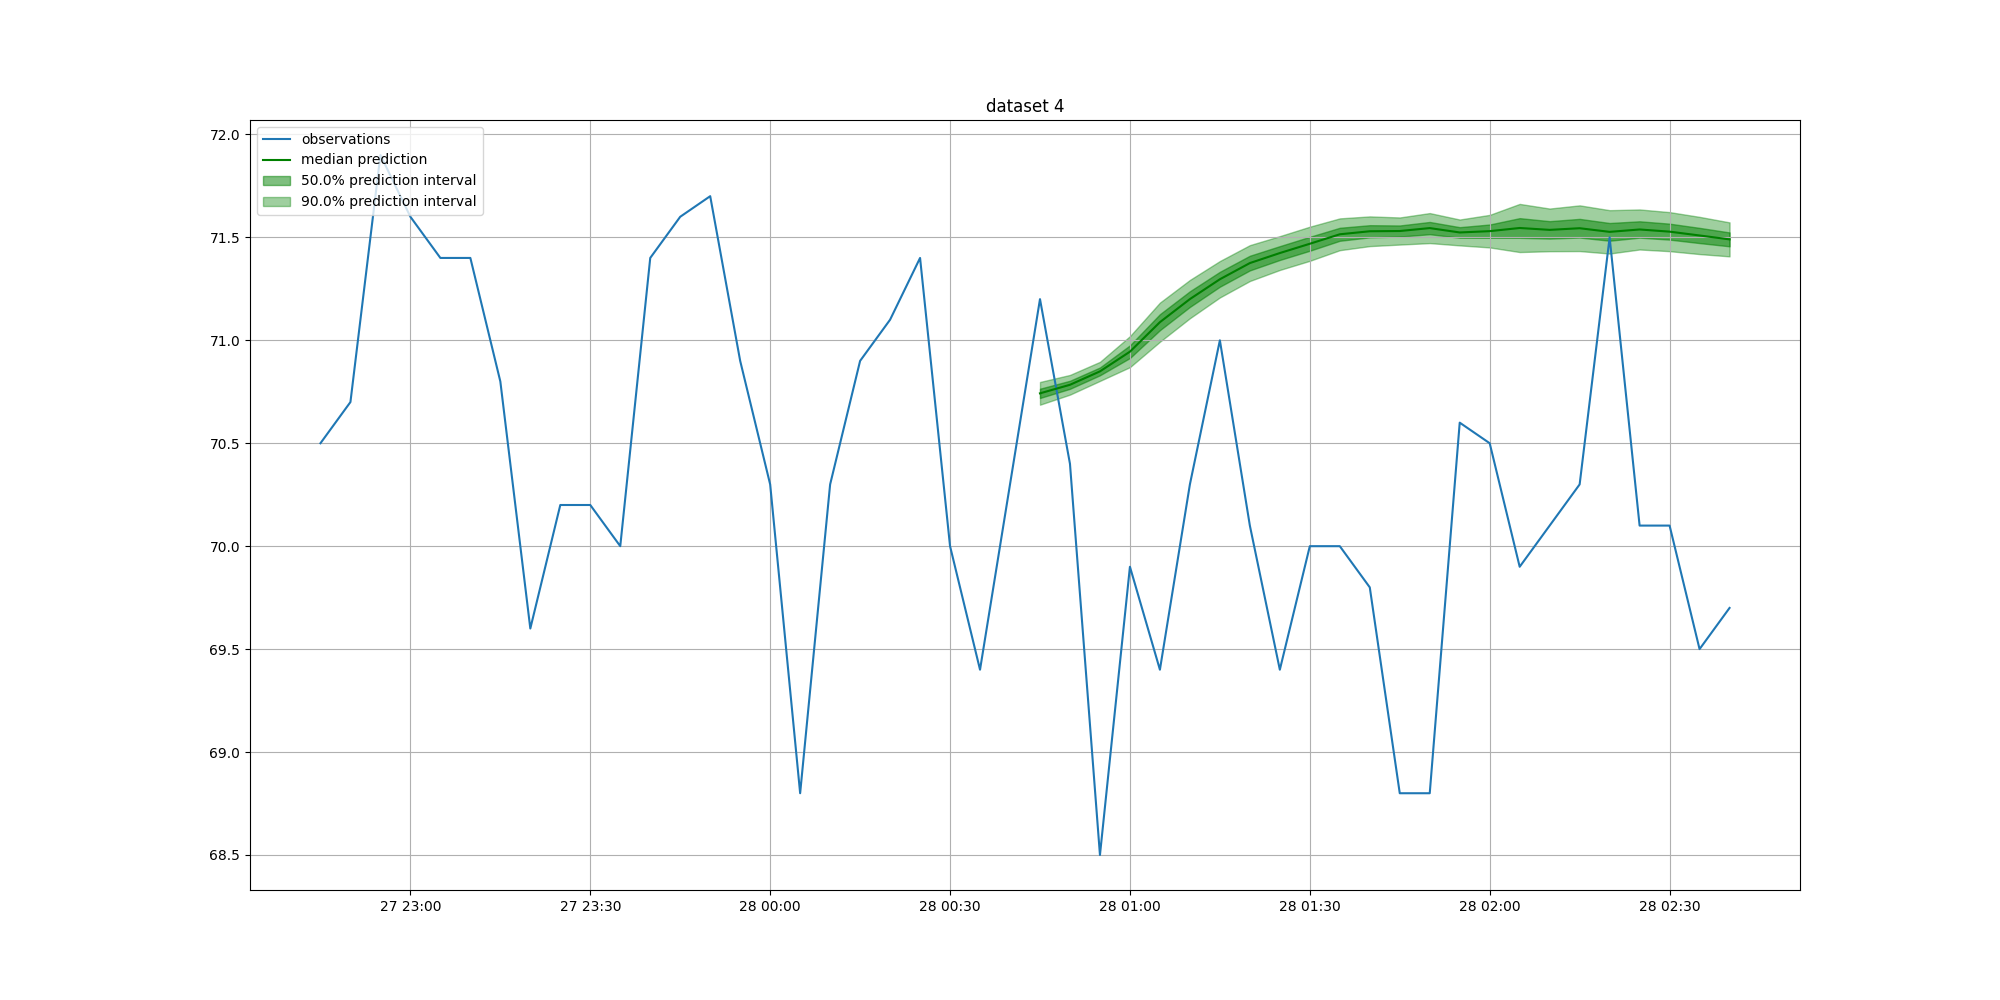 dataset 4
observations
median prediction
50.0% prediction interval
90.0% prediction interval
72.0
71.5
71.0
70.5
70.0
69.5
69.0
68.5
27 23:00 27 23:30 28 00:00 28 00:30 28 01:00 28 01:30 28 02:00 28 02:30